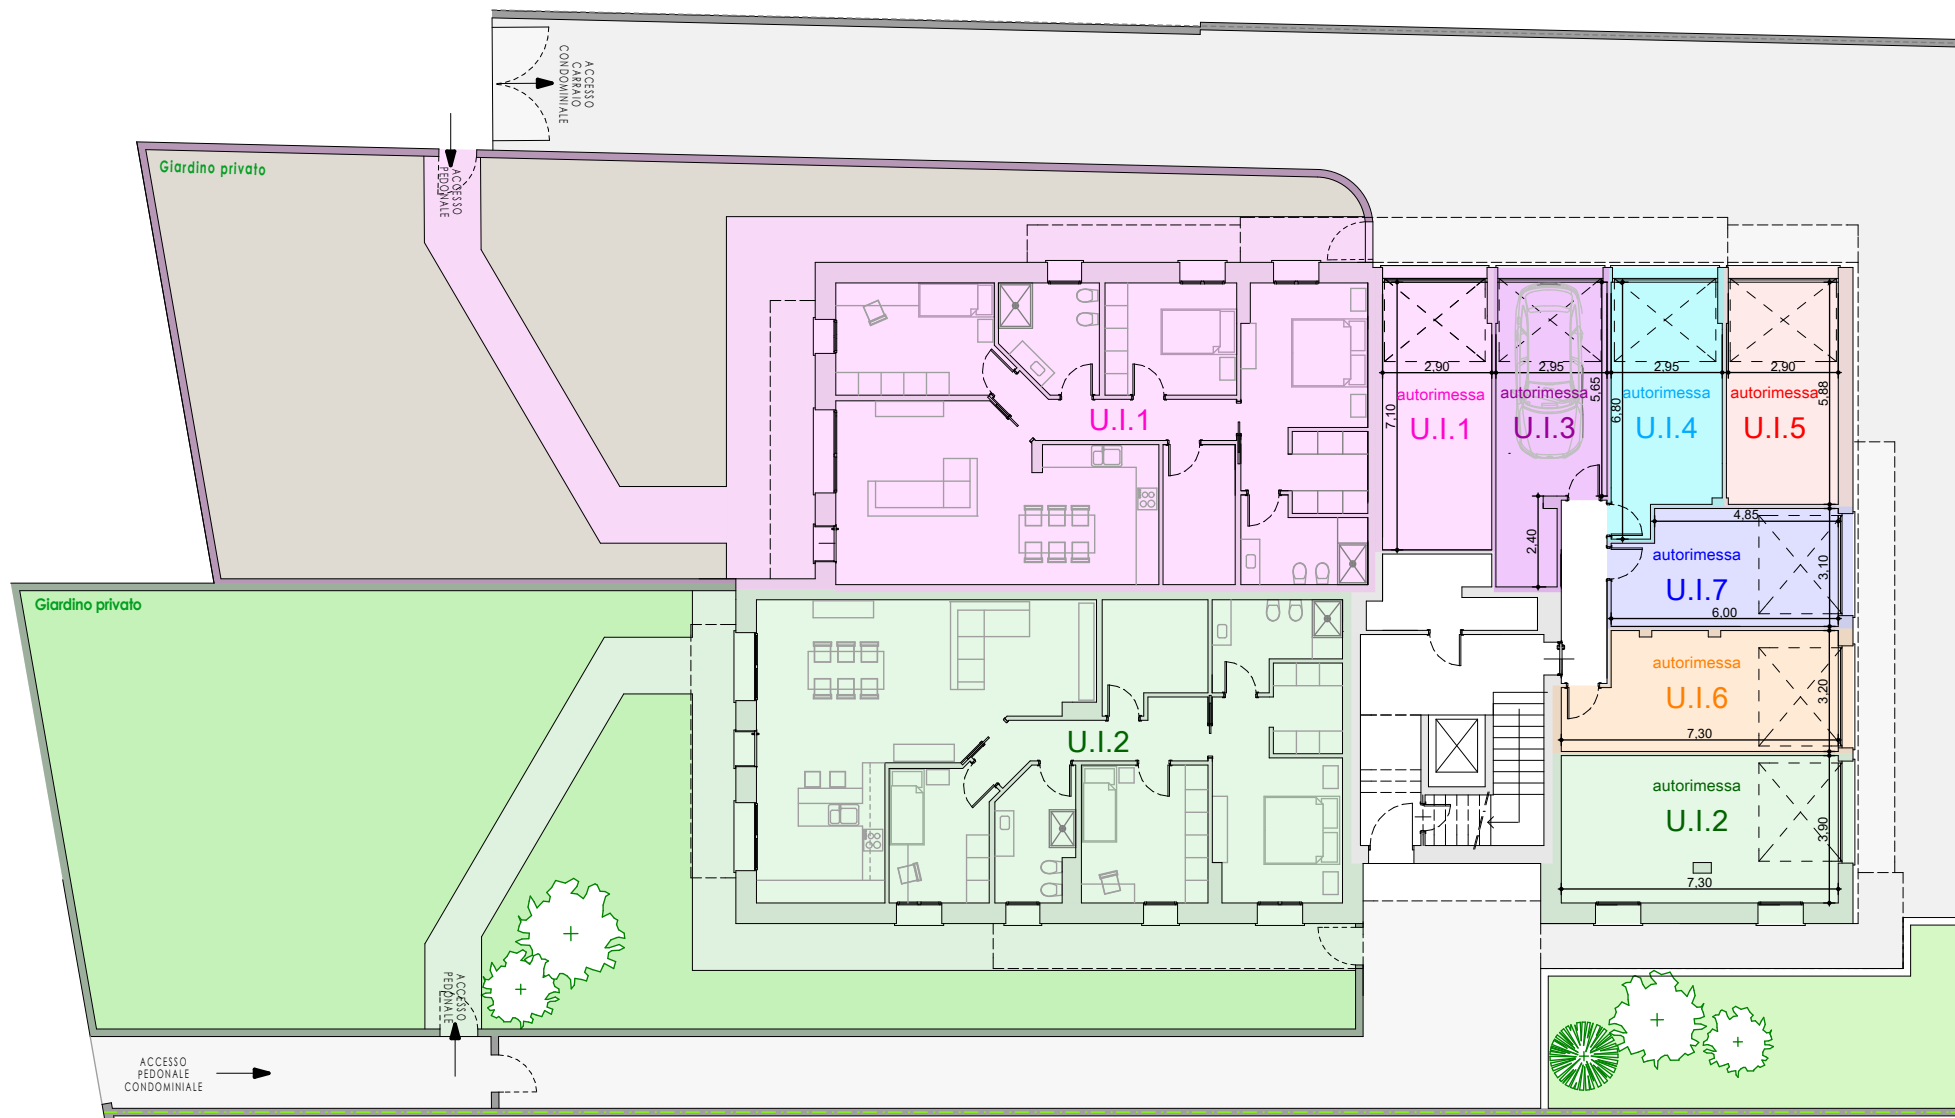 ACCESSO
CARRAIO
CONDOMINIALE
Giardino privato
ACCESSO
PEDONALE
2,90
2,95
2,95
2,90
autorimessa
autorimessa
autorimessa
autorimessa
U.I.1
U.I.1
U.I.3
U.I.4
U.I.5
7,10
5,65
6,80
5,88
2,40
4,85
autorimessa
U.I.7
3,10
6,00
Giardino privato
autorimessa
U.I.6
3,20
7,30
U.I.2
autorimessa
U.I.2
3,90
7,30
ACCESSO
PEDONALE
ACCESSO
PEDONALE
CONDOMINIALE